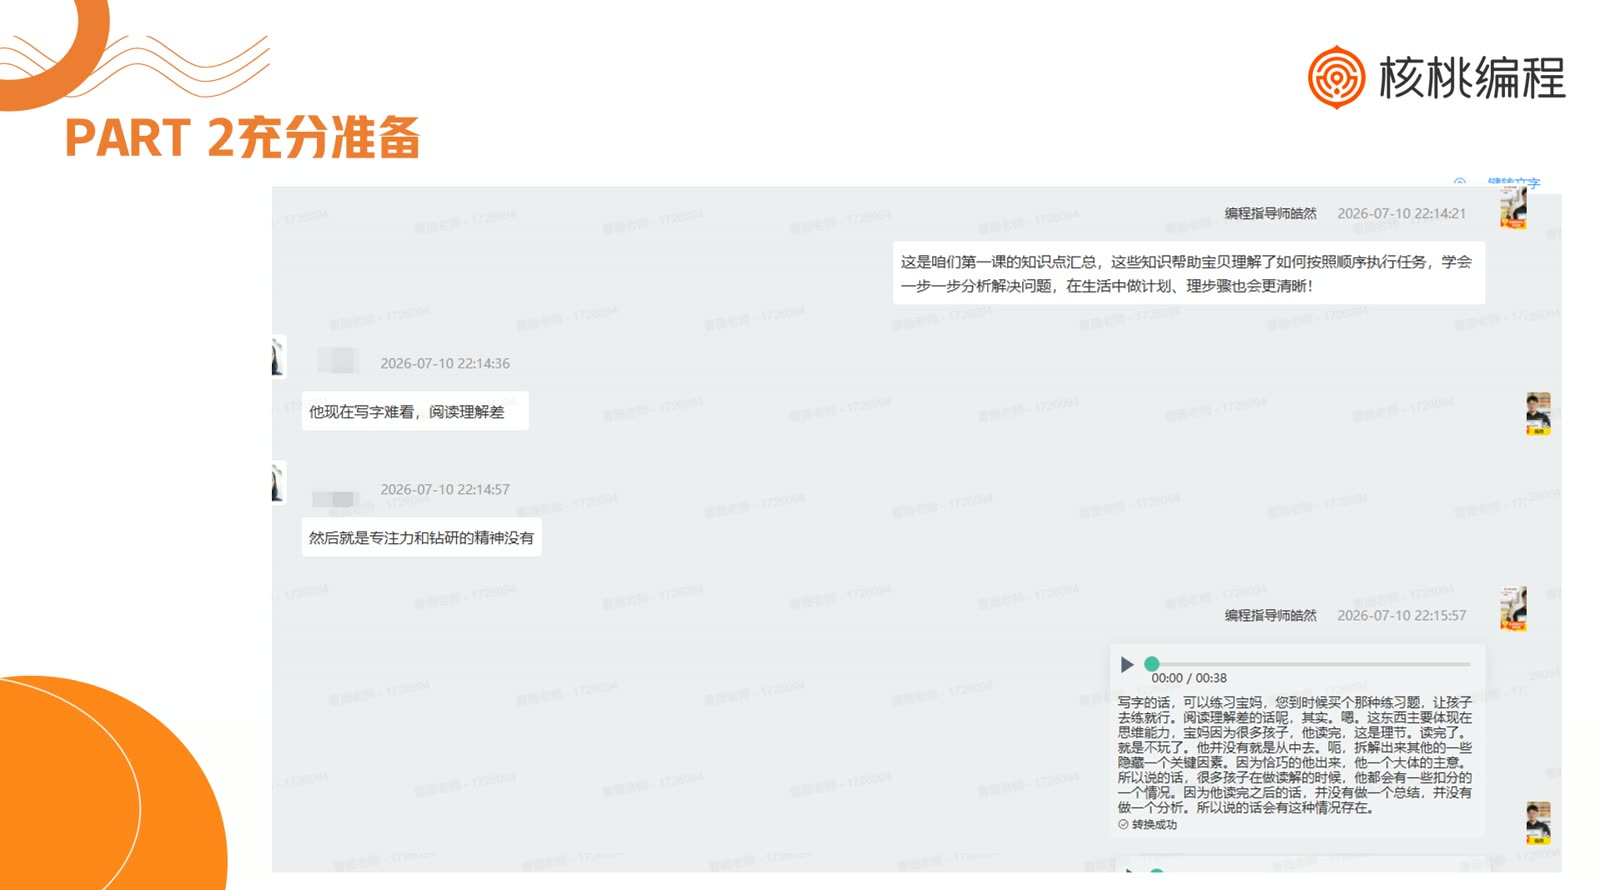 核桃编程
PART 2充分准备
编程指导师皓然 2026-07-10 22:14:21
这是咱们第一课的知识点汇总，这些知识帮助宝贝理解了如何按照顺序执行任务，学会
一步一步分析解决问题，在生活中做计划、理步骤也会更清晰！
2026-07-10 22:14:36
他现在写字难看，阅读理解差
2026-07-10 22:14:57
然后就是专注力和钻研的精神没有
编程指导师皓然 2026-07-10 22:15:57
00:00 / 00:38
写字的话，可以练习宝妈，您到时候买个那种练习题，让孩子
去练就行。阅读理解差的话呢，其实。嗯。这东西主要体现在
思维能力，宝妈因为很多孩子，他读完，这是理节。读完了。
就是不玩了。他并没有就是从中去。呃，拆解出来其他的一些
隐藏一个关键因素。因为恰巧的他出来，他一个大体的主意。
所以说的话，很多孩子在做读解的时候，他都会有一些扣分的
一个情况。因为他读完之后的话，并没有做一个总结，并没有
做一个分析。所以说的话会有这种情况存在。
转换成功